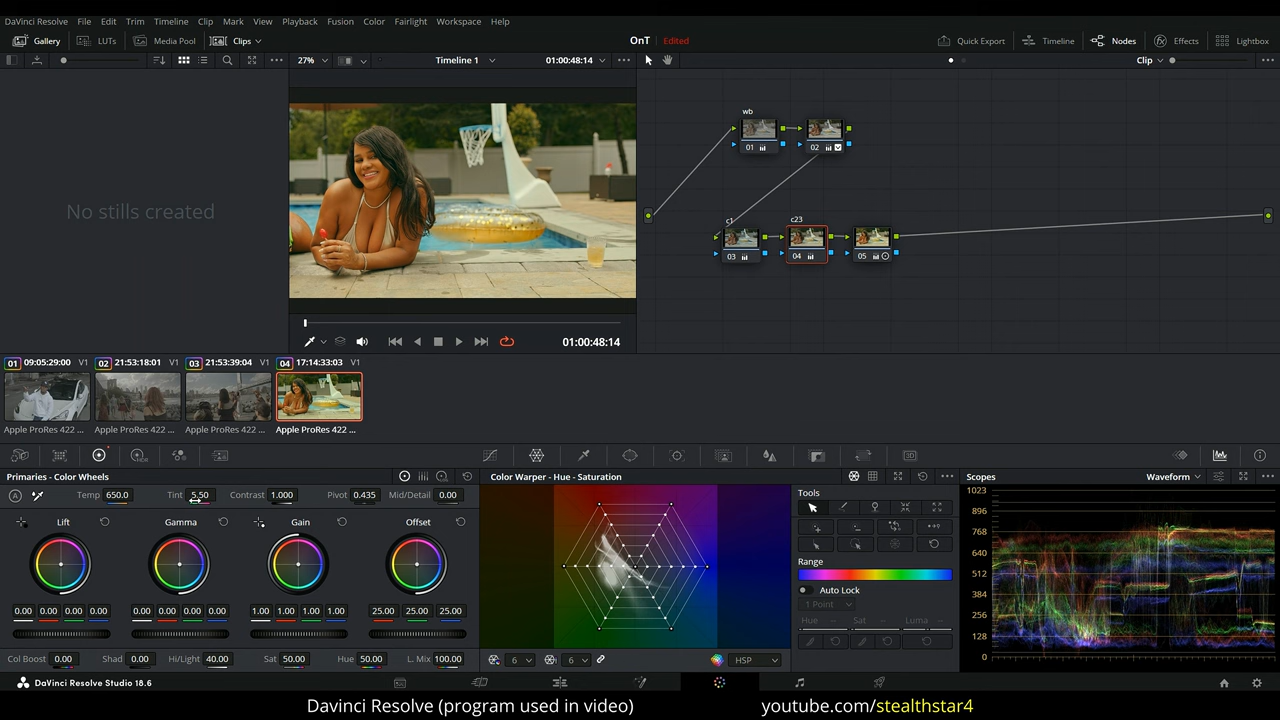 DaVinci Resolve File Edit Trim Timeline Clip Mark View Playback Fusion Color Fairlight Workspace Help
Gallery LUTs Media Pool Clips OnT Edited Quick Export Timeline Nodes Effects Lightbox
27% Timeline 1 01:00:48:14 Clip
No stills created
wb
01 02
c1 c23
03 04 05
01:00:48:14
01 09:05:29:00 V1 02 21:53:18:01 V1 03 21:53:39:04 V1 04 17:14:33:03 V1
Apple ProRes 422 ... Apple ProRes 422 ... Apple ProRes 422 ... Apple ProRes 422 ...
HDR
Primaries - Color Wheels Color Warper - Hue - Saturation Scopes Waveform
A Temp 650.0 Tint 5.50 Contrast 1.000 Pivot 0.435 Mid/Detail 0.00
Lift Gamma Gain Offset
0.00 0.00 0.00 0.00 0.00 0.00 0.00 0.00 1.00 1.00 1.00 1.00 25.00 25.00 25.00
Col Boost 0.00 Shad 0.00 Hi/Light 40.00 Sat 50.00 Hue 50.00 L. Mix 100.00
6 6 HSP
Tools
Range
Auto Lock
1 Point
Hue -- Sat -- Luma --
1023
896
768
640
512
384
256
128
0
DaVinci Resolve Studio 18.6
Davinci Resolve (program used in video) youtube.com/stealthstar4